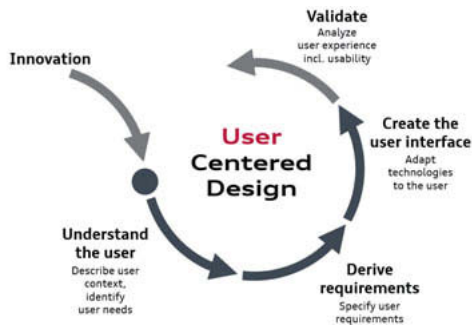 Innovation
User
Centered
Design
Understand
the user
Describe user
context,
identify
user needs
Derive
requirements
Specify user
requirements
Create the
user interface
Adapt
technologies
to the user
Validate
Analyze
user experience
incl. usability